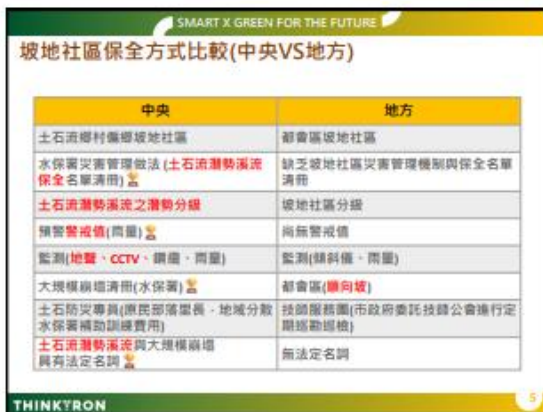 SMART X GREEN FOR THE FUTURE
坡地社區保全方式比較(中央VS地方)
中央
地方
土石流鄉村偏鄉坡地社區
都會區坡地社區
水保署災害管理做法 (土石流潛勢溪流
保全名單清冊)
缺乏坡地社區災害管理機制與保全名單
清冊
土石流潛勢溪流之潛勢分級
坡地社區分級
預警警戒值(雨量)
尚無警戒值
監測(地聲、CCTV、鋼纜、雨量)
監測(傾斜儀、雨量)
大規模崩塌清冊(水保署)
都會區(順向坡)
土石防災專員(原民部落里長、地域分散
水保署補助訓練費用)
技師服務團(市政府委託技師公會進行定
期巡勘巡檢)
土石流潛勢溪流與大規模崩塌
具有法定名詞
無法定名詞
THINKTRON
5